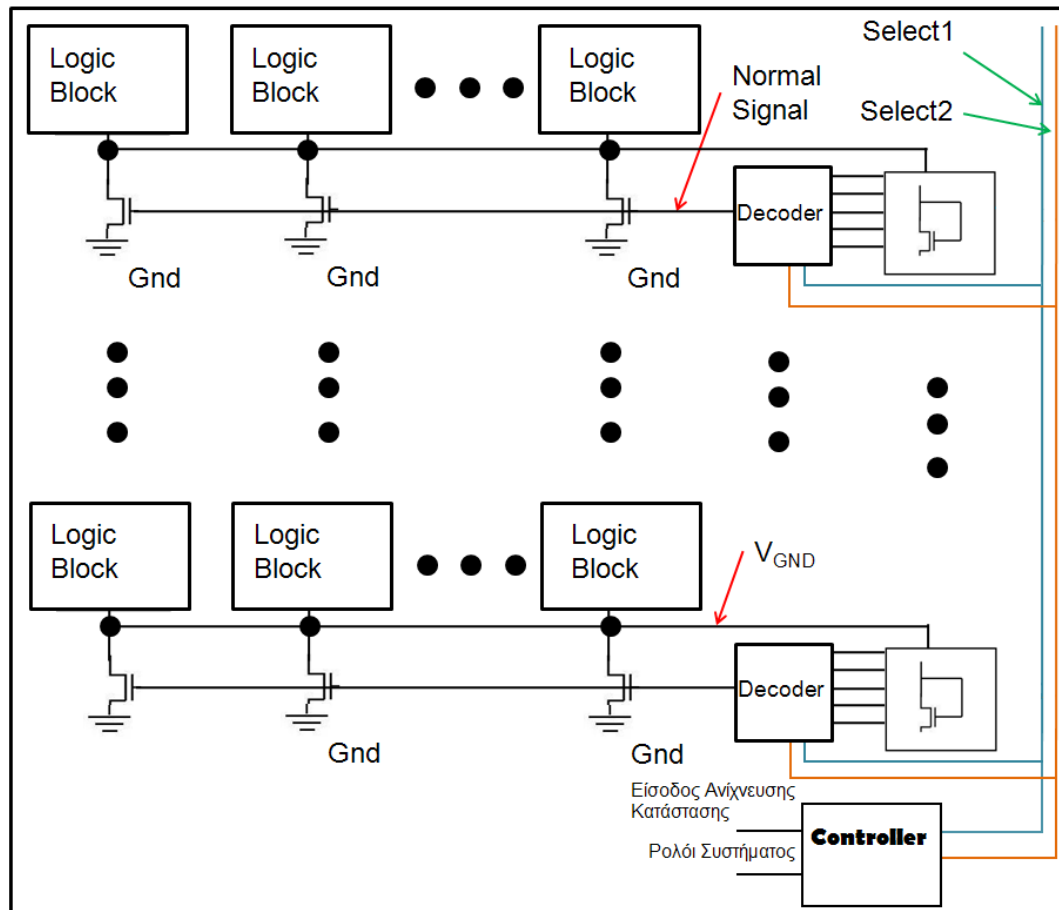 Logic
Block
Logic
Block
Logic
Block
Normal
Signal
Select1
Select2
Decoder
Gnd
Gnd
Gnd
Logic
Block
Logic
Block
Logic
Block
V_GND
Decoder
Gnd
Gnd
Είσοδος Ανίχνευσης
Κατάστασης
Ρολόι Συστήματος
Controller